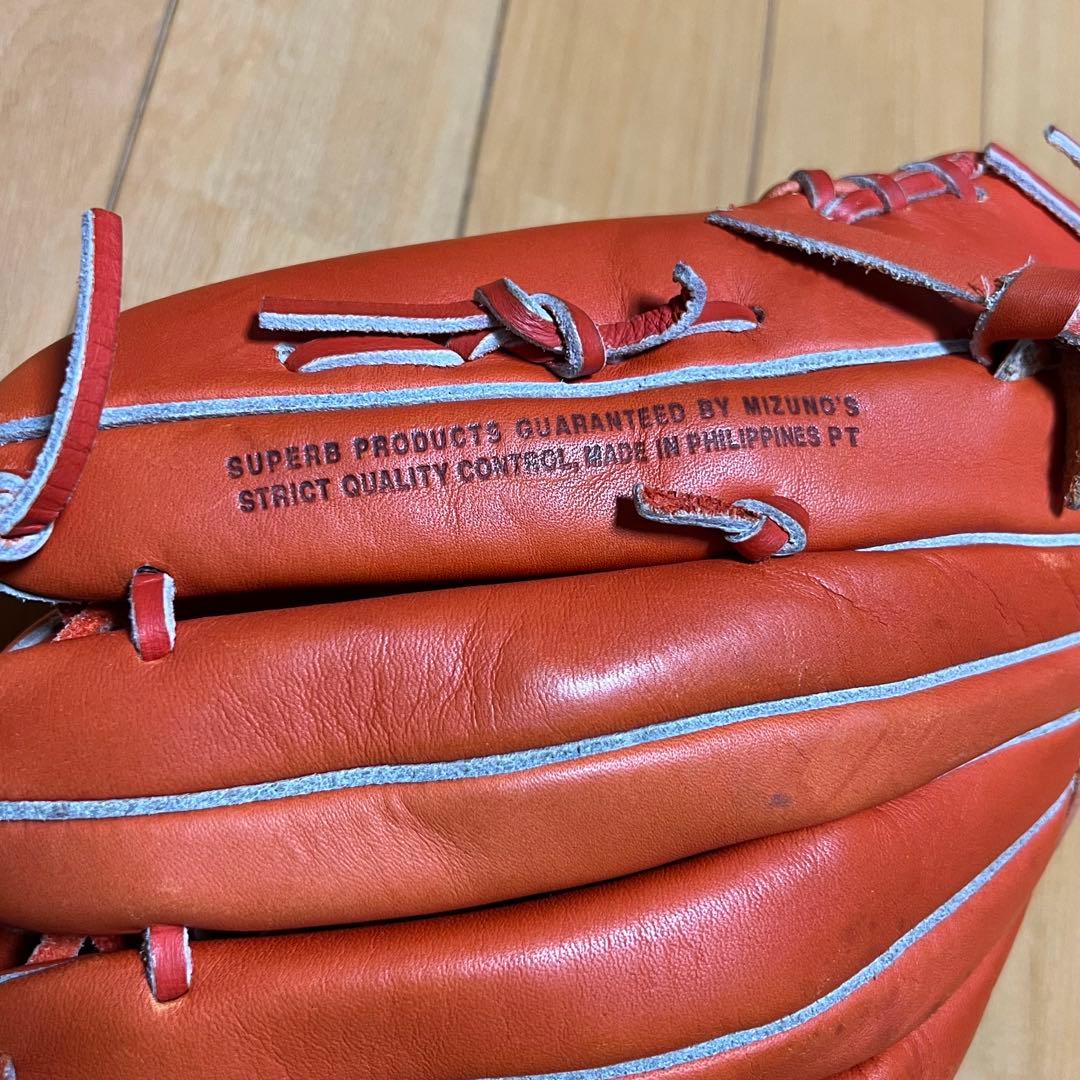 SUPERB PRODUCTS GUARANTEED BY MIZUNO'S
STRICT QUALITY CONTROL, MADE IN PHILIPPINES PT